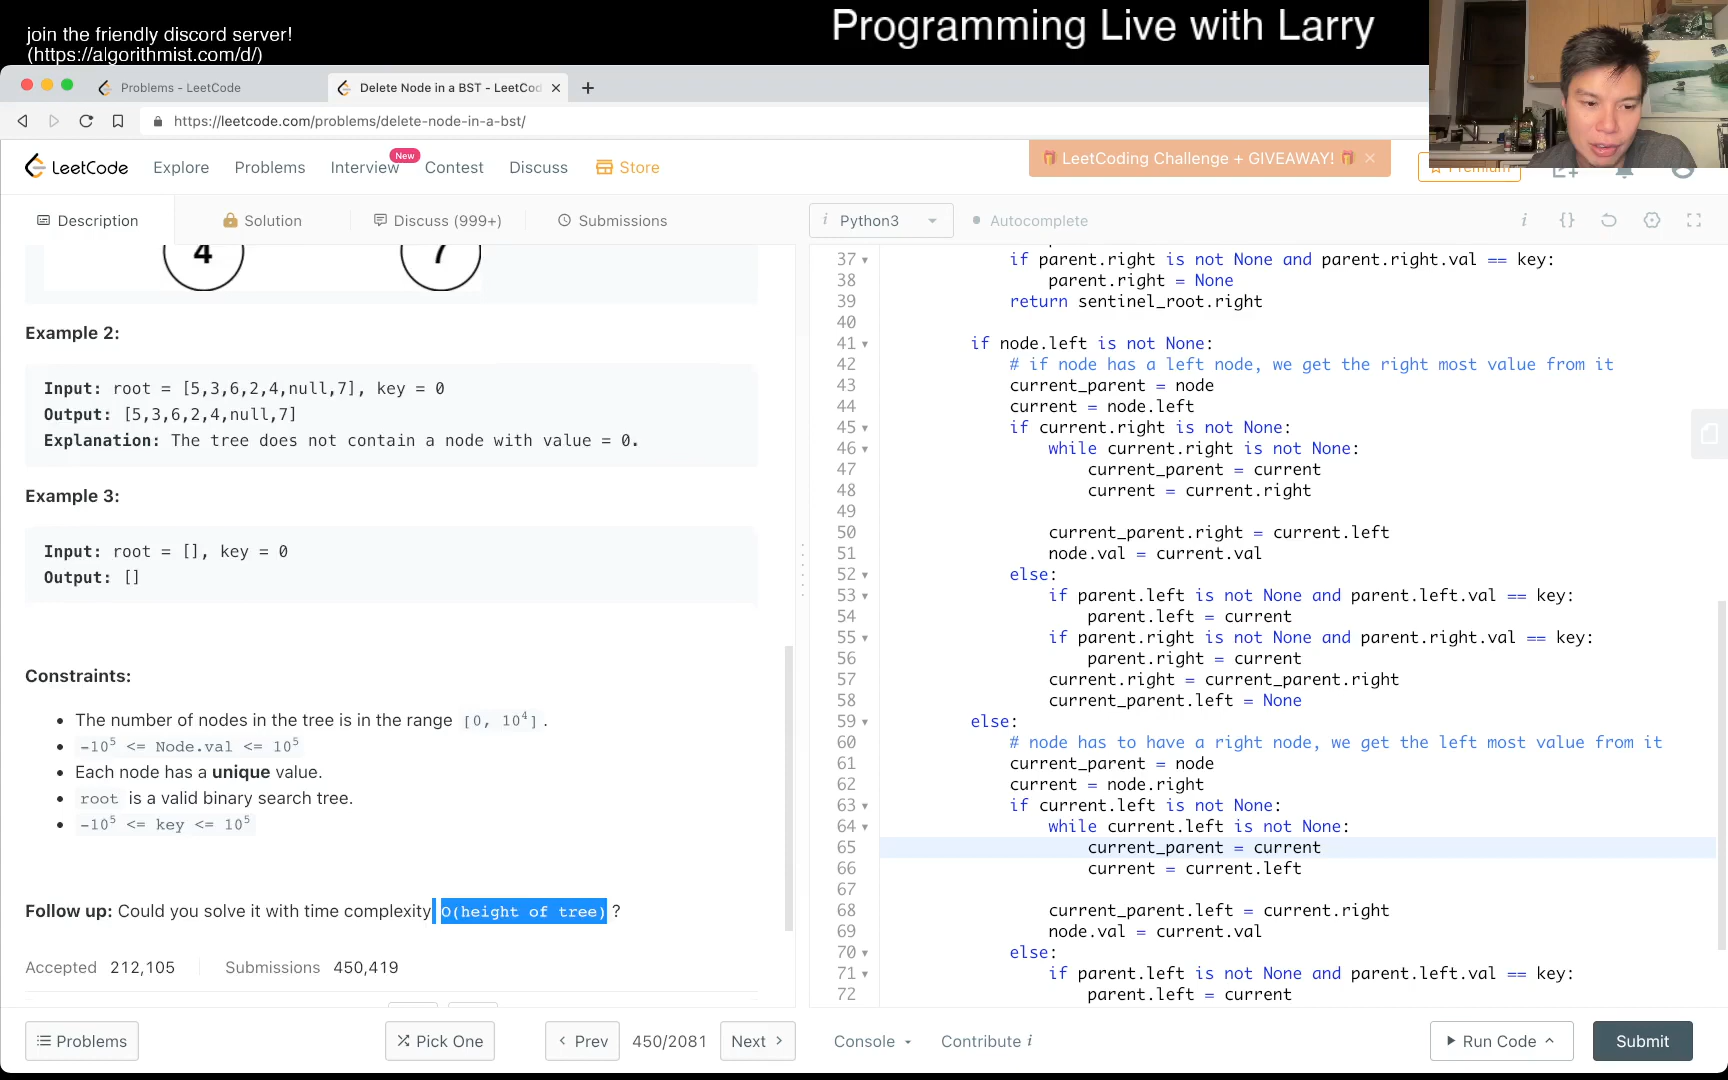 join the friendly discord server!
(https://algorithmist.com/d/)
Programming Live with Larry
Problems - LeetCode
Delete Node in a BST - LeetCod
https://leetcode.com/problems/delete-node-in-a-bst/
LeetCode
Explore
Problems
Interview
New
Contest
Discuss
Store
LeetCoding Challenge + GIVEAWAY!
Premium
Description
Solution
Discuss (999+)
Submissions
4
7
Example 2:
Input: root = [5,3,6,2,4,null,7], key = 0
Output: [5,3,6,2,4,null,7]
Explanation: The tree does not contain a node with value = 0.
Example 3:
Input: root = [], key = 0
Output: []
Constraints:
• The number of nodes in the tree is in the range [0, 10⁴].
• -10⁵ <= Node.val <= 10⁵
• Each node has a unique value.
• root is a valid binary search tree.
• -10⁵ <= key <= 10⁵
Follow up: Could you solve it with time complexity O(height of tree) ?
Accepted 212,105 Submissions 450,419
i Python3
Autocomplete
37 if parent.right is not None and parent.right.val == key:
38 parent.right = None
39 return sentinel_root.right
40
41 if node.left is not None:
42 # if node has a left node, we get the right most value from it
43 current_parent = node
44 current = node.left
45 if current.right is not None:
46 while current.right is not None:
47 current_parent = current
48 current = current.right
49
50 current_parent.right = current.left
51 node.val = current.val
52 else:
53 if parent.left is not None and parent.left.val == key:
54 parent.left = current
55 if parent.right is not None and parent.right.val == key:
56 parent.right = current
57 current.right = current_parent.right
58 current_parent.left = None
59 else:
60 # node has to have a right node, we get the left most value from it
61 current_parent = node
62 current = node.right
63 if current.left is not None:
64 while current.left is not None:
65 current_parent = current
66 current = current.left
67
68 current_parent.left = current.right
69 node.val = current.val
70 else:
71 if parent.left is not None and parent.left.val == key:
72 parent.left = current
Problems
Pick One
Prev
450/2081
Next
Console
Contribute i
Run Code
Submit